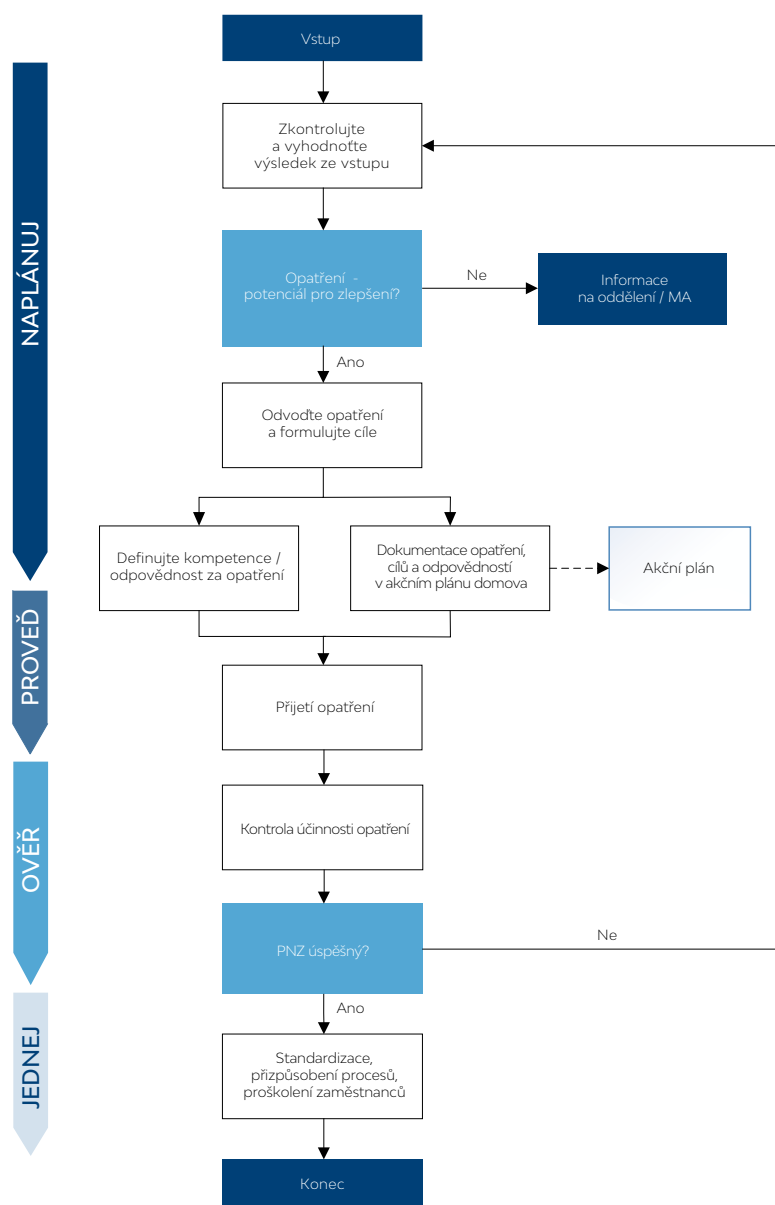 Vstup
NAPLÁNUJ
Zkontrolujte
a vyhodnoťte
výsledek ze vstupu
Opatření -
potenciál pro zlepšení?
Ne
Informace
na oddělení / MA
Ano
Odvoďte opatření
a formulujte cíle
Definujte kompetence /
odpovědnost za opatření
Dokumentace opatření,
cílů a odpovědností
v akčním plánu domova
Akční plán
PROVEĎ
Přijetí opatření
OVĚŘ
Kontrola účinnosti opatření
PNZ úspěšný?
Ne
Ano
JEDNEJ
Standardizace,
přizpůsobení procesů,
proškolení zaměstnanců
Konec